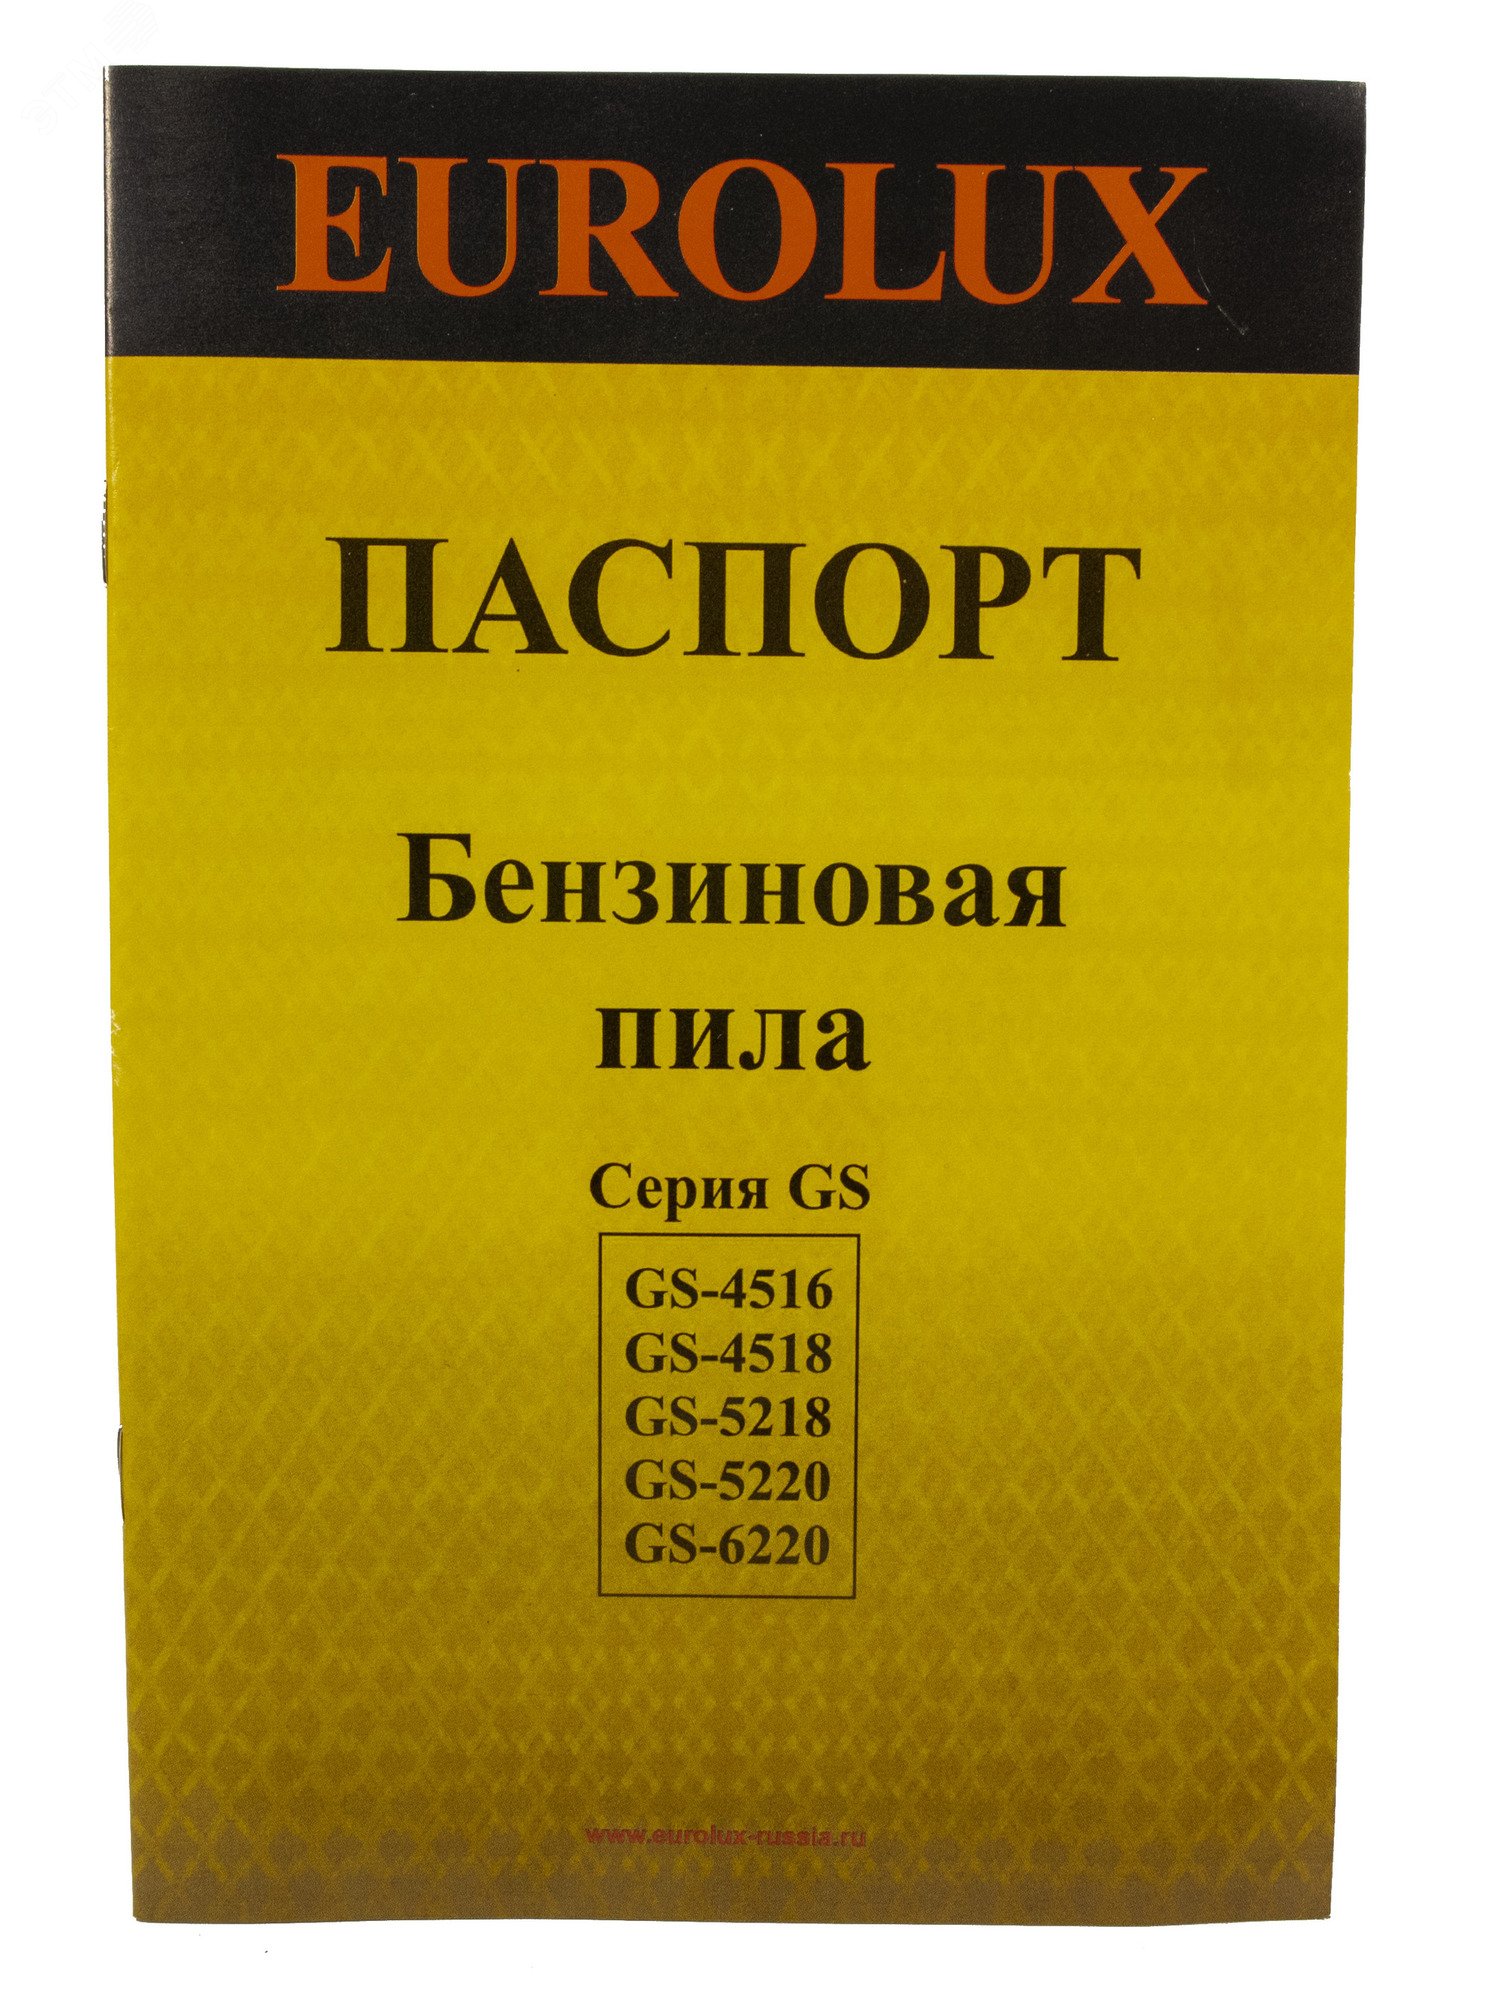 EUROLUX
ПАСПОРТ
Бензиновая
пила
Серия GS
GS-4516
GS-4518
GS-5218
GS-5220
GS-6220
www.eurolux-russia.ru